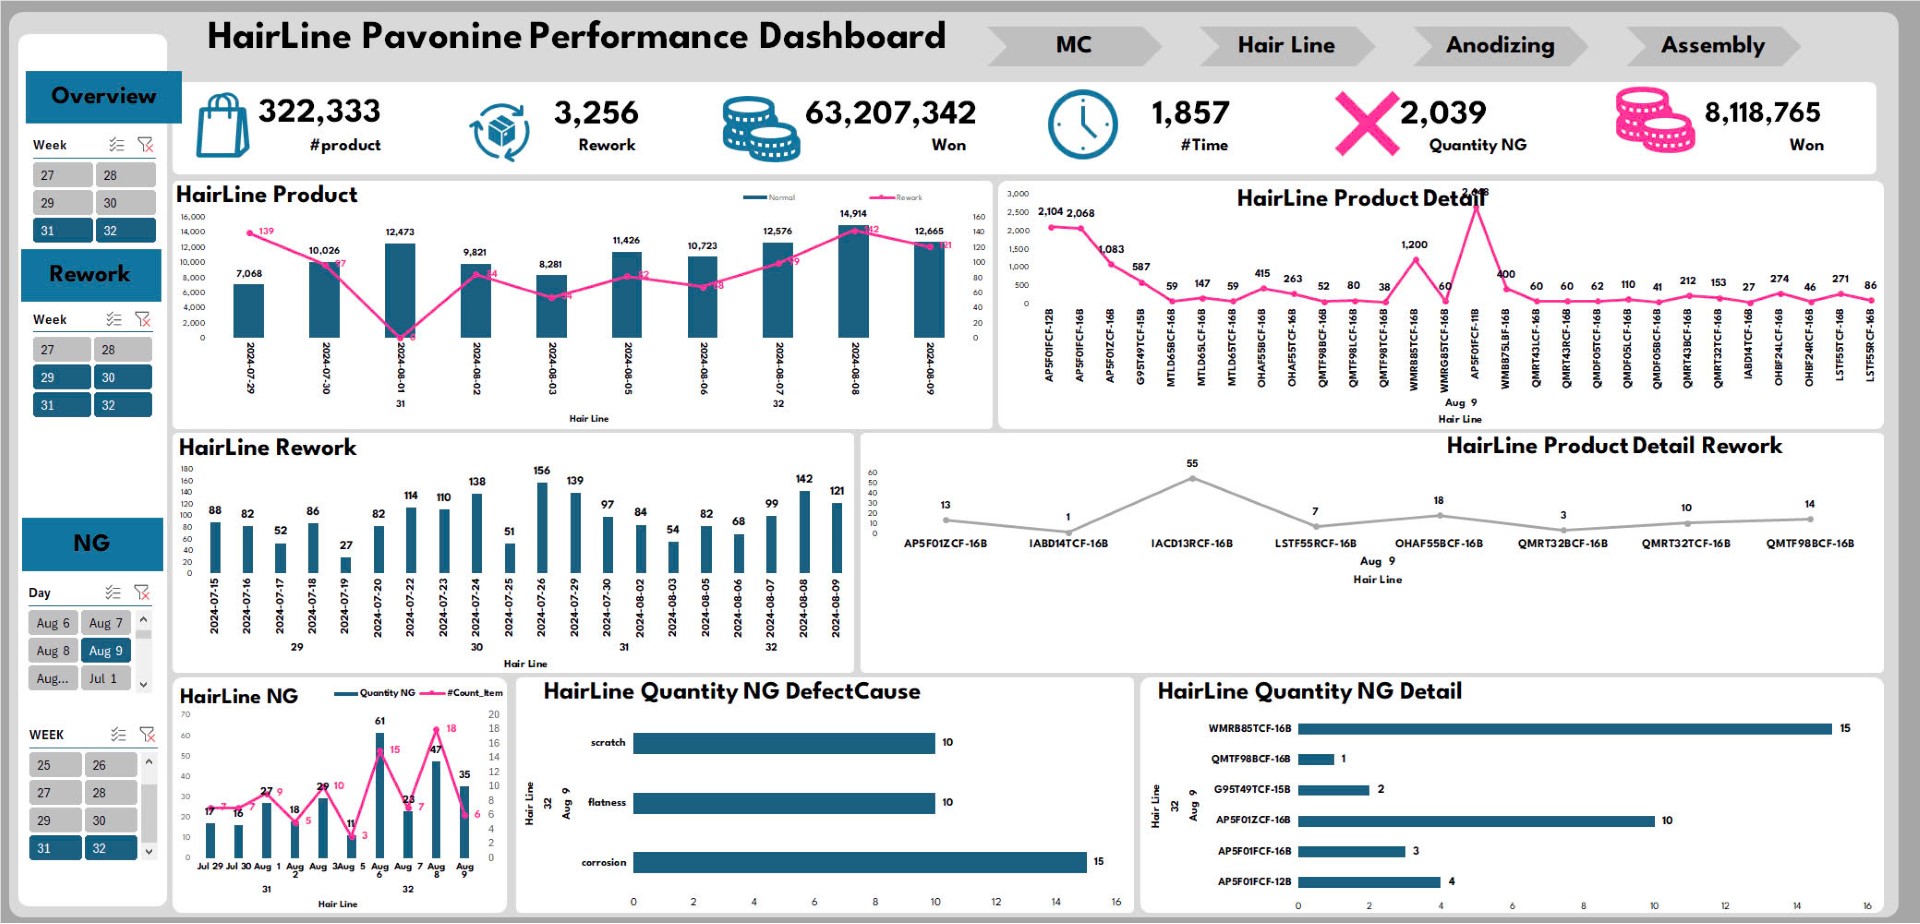 HairLine Pavonine Performance Dashboard
MC
Hair Line
Anodizing
Assembly
Overview
322,333
#product
3,256
Rework
63,207,342
Won
1,857
#Time
2,039
Quantity NG
8,118,765
Won
Week
27 28
29 30
31 32
Rework
Week
27 28
29 30
31 32
NG
Day
Aug 6 Aug 7
Aug 8 Aug 9
Aug... Jul 1
WEEK
25 26
27 28
29 30
31 32
HairLine Product
Normal Rework
16,000
14,000
12,000
10,000
8,000
6,000
4,000
2,000
0
160
140
120
100
80
60
40
20
0
7,068 10,026 12,473 9,821 8,281 11,426 10,723 12,576 14,914 12,665
139
2024-07-29 2024-07-30 2024-08-01 2024-08-02 2024-08-03 2024-08-05 2024-08-06 2024-08-07 2024-08-08 2024-08-09
31 32
Hair Line
HairLine Product Detail
3,000
2,500
2,000
1,500
1,000
500
0
2,104 2,068 1,083 587 59 147 59 415 263 52 80 38 1,200 60 400 60 60 62 110 41 212 153 27 274 46 271 86
AP5F01FCF-12B
AP5F01FCF-16B
AP5F01ZCF-16B
G95T49TCF-15B
MTLD65BCF-16B
MTLD65LCF-16B
MTLD65TCF-16B
OHAF55BCF-16B
OHAF55TCF-16B
QMTF98BCF-16B
QMTF98LCF-16B
QMTF98TCF-16B
WMRB85TCF-16B
WMRG85TCF-16B
AP5F01FCF-11B
WMBB75LB-16B
QMRT43LCF-16B
QMRT43RCF-16B
QMDF05TCF-16B
QMDF05LCF-16B
QMDF05BCF-16B
QMRT43BCF-16B
QMRT32TCF-16B
IABD14TCF-16B
OHBF24LCF-16B
OHBF24RCF-16B
LSTF55TCF-16B
LSTF55RCF-16B
Aug 9
Hair Line
HairLine Rework
180
160
140
120
100
80
60
40
20
0
88 82 52 86 27 82 114 110 138 51 156 139 97 84 54 82 68 99 142 121
2024-07-15 2024-07-16 2024-07-17 2024-07-18 2024-07-19 2024-07-20 2024-07-22 2024-07-23 2024-07-24 2024-07-25 2024-07-26 2024-07-29 2024-07-30 2024-08-02 2024-08-03 2024-08-05 2024-08-06 2024-08-07 2024-08-08 2024-08-09
29 30 31 32
Hair Line
HairLine Product Detail Rework
60
50
40
30
20
10
0
13 1 55 7 18 3 10 14
AP5F01ZCF-16B IABD14TCF-16B IACD13RCF-16B LSTF55RCF-16B OHAF55BCF-16B QMRT32BCF-16B QMRT32TCF-16B QMTF98BCF-16B
Aug 9
Hair Line
HairLine NG
Quantity NG #Count_Item
70
60
50
40
30
20
10
0
20
18
16
14
12
10
8
6
4
2
0
17 16 27 18 29 11 61 23 47 35
7 7 9 5 10 3 15 7 18 6
Jul 29 Jul 30 Aug 1 Aug 2 Aug 3 Aug 5 Aug 6 Aug 7 Aug 8 Aug 9
31 32
Hair Line
HairLine Quantity NG DefectCause
scratch 10
flatness 10
corrosion 15
Hair Line
32
Aug 9
0 2 4 6 8 10 12 14 16
HairLine Quantity NG Detail
WMRB85TCF-16B 15
QMTF98BCF-16B 1
G95T49TCF-15B 2
AP5F01ZCF-16B 10
AP5F01FCF-16B 3
AP5F01FCF-12B 4
Hair Line
32
Aug 9
0 2 4 6 8 10 12 14 16